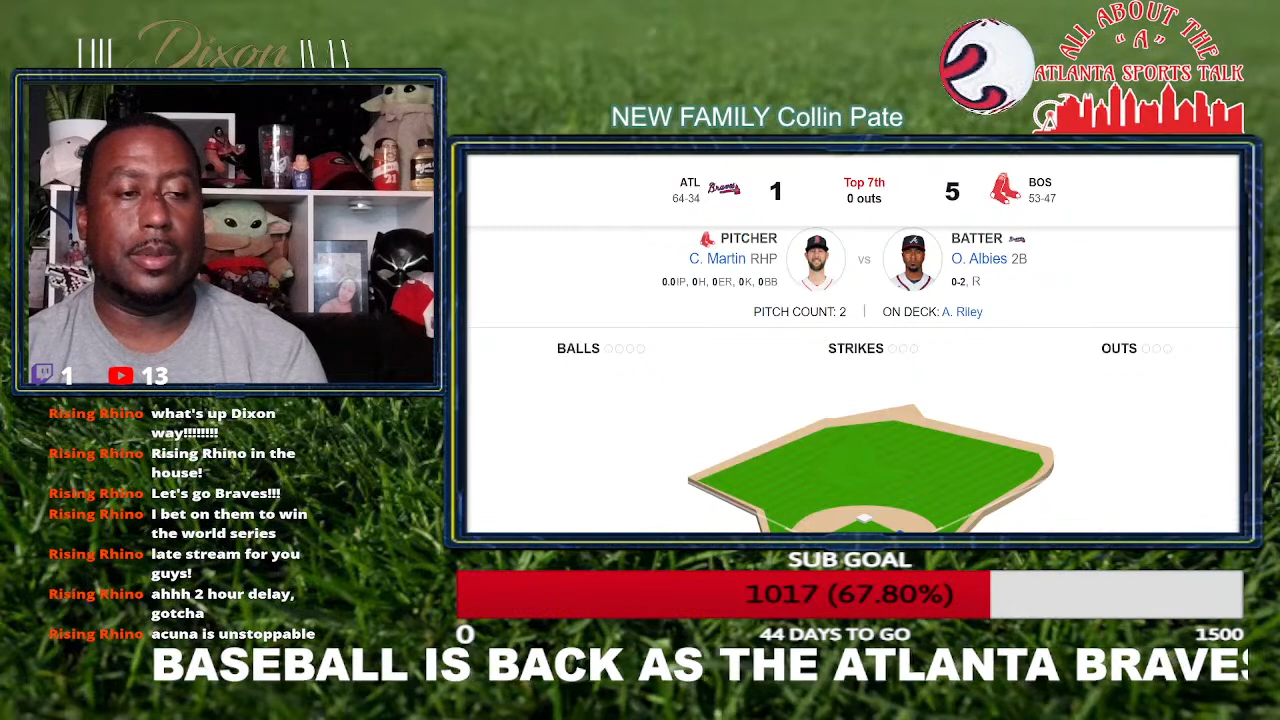 Dixon
ALL ABOUT THE
"A"
ATLANTA SPORTS TALK
NEW FAMILY Collin Pate
ATL
64-34
Braves
1
Top 7th
0 outs
5
BOS
53-47
PITCHER
C. Martin RHP
0.0IP, 0H, 0ER, 0K, 0BB
vs
BATTER
O. Albies 2B
0-2, R
PITCH COUNT: 2
ON DECK: A. Riley
BALLS
STRIKES
OUTS
1
13
Rising Rhino what's up Dixon
way!!!!!!!!
Rising Rhino Rising Rhino in the
house!
Rising Rhino Let's go Braves!!!
Rising Rhino I bet on them to win
the world series
Rising Rhino late stream for you
guys!
Rising Rhino ahhh 2 hour delay,
gotcha
Rising Rhino acuna is unstoppable
SUB GOAL
1017 (67.80%)
0
44 DAYS TO GO
1500
BASEBALL IS BACK AS THE ATLANTA BRAVES